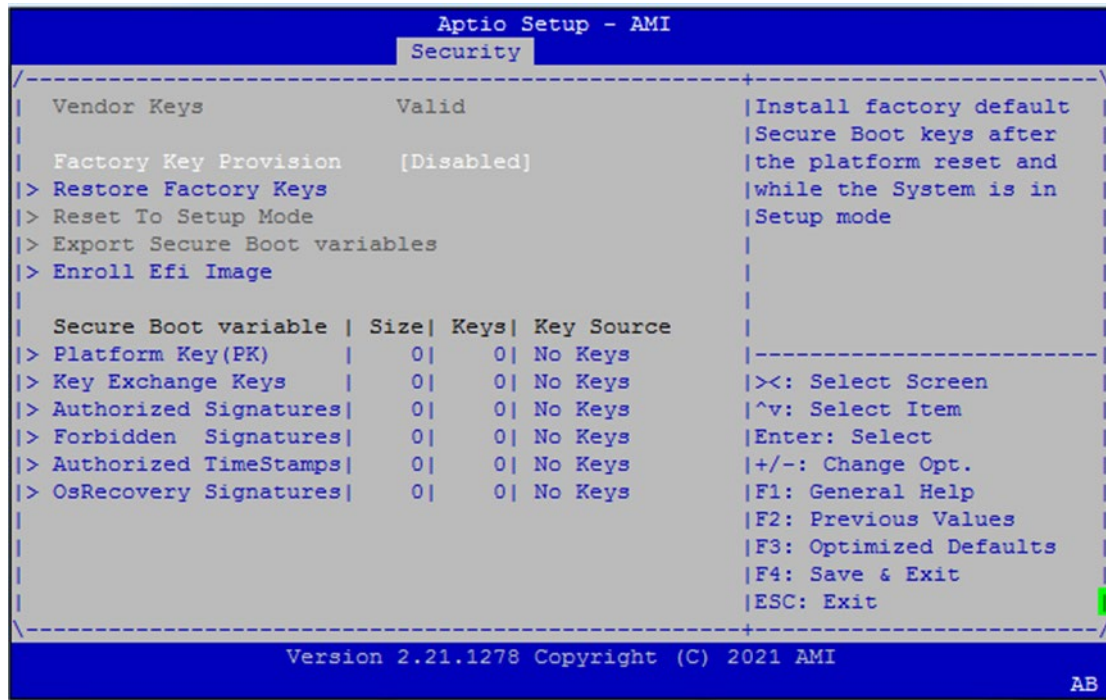 Aptio Setup - AMI
Security
/----------------------------------------------------+--------------------------\
| Vendor Keys Valid |Install factory default |
| |Secure Boot keys after |
| Factory Key Provision [Disabled] |the platform reset and |
|> Restore Factory Keys |while the System is in |
|> Reset To Setup Mode |Setup mode |
|> Export Secure Boot variables | |
|> Enroll Efi Image | |
| | |
| Secure Boot variable | Size| Keys| Key Source | |
|> Platform Key(PK) | 0| 0| No Keys |--------------------------|
|> Key Exchange Keys | 0| 0| No Keys |><: Select Screen |
|> Authorized Signatures| 0| 0| No Keys |^v: Select Item |
|> Forbidden Signatures| 0| 0| No Keys |Enter: Select |
|> Authorized TimeStamps| 0| 0| No Keys |+/-: Change Opt. |
|> OsRecovery Signatures| 0| 0| No Keys |F1: General Help |
| |F2: Previous Values |
| |F3: Optimized Defaults |
| |F4: Save & Exit |
| |ESC: Exit |
\----------------------------------------------------+--------------------------/
Version 2.21.1278 Copyright (C) 2021 AMI
AB